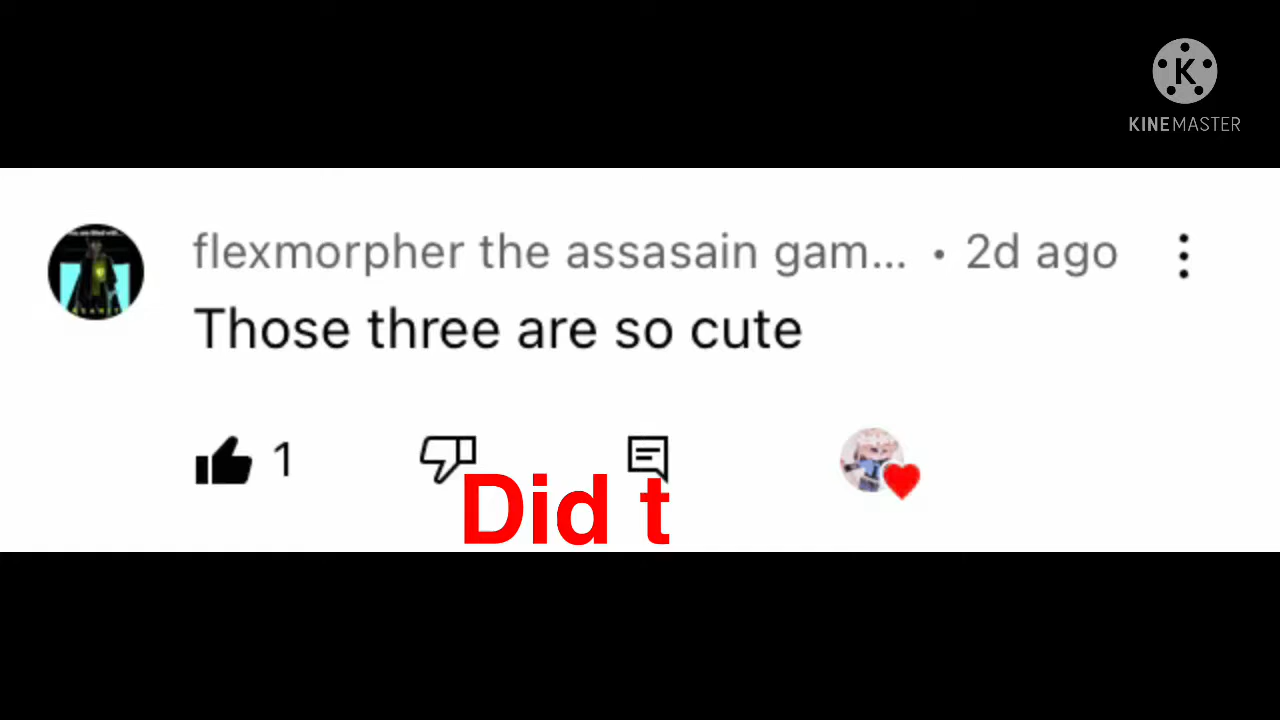 KINEMASTER
flexmorpher the assasain gam... • 2d ago
Those three are so cute
1
Did t